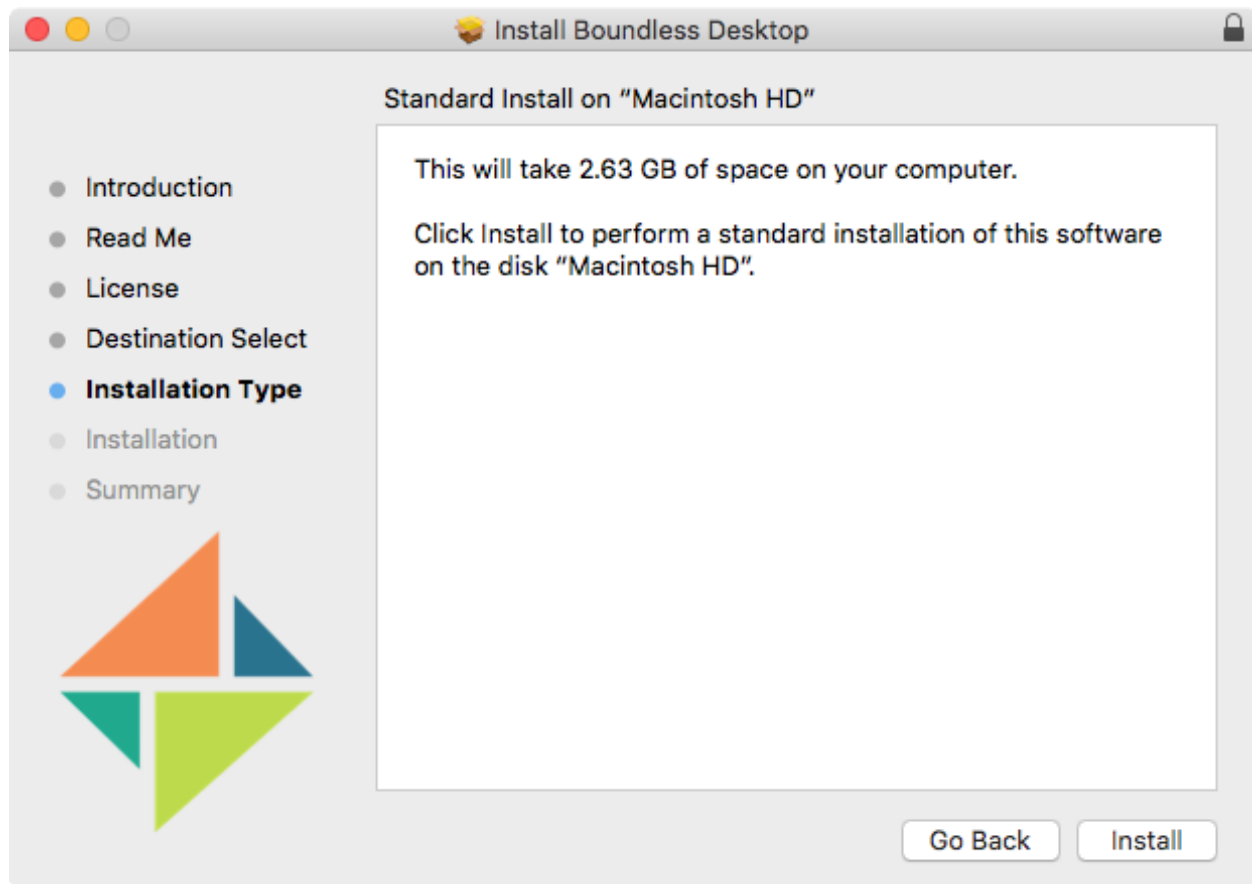 Install Boundless Desktop
Standard Install on “Macintosh HD”
Introduction
Read Me
License
Destination Select
Installation Type
Installation
Summary
This will take 2.63 GB of space on your computer.
Click Install to perform a standard installation of this software
on the disk “Macintosh HD”.
Go Back
Install